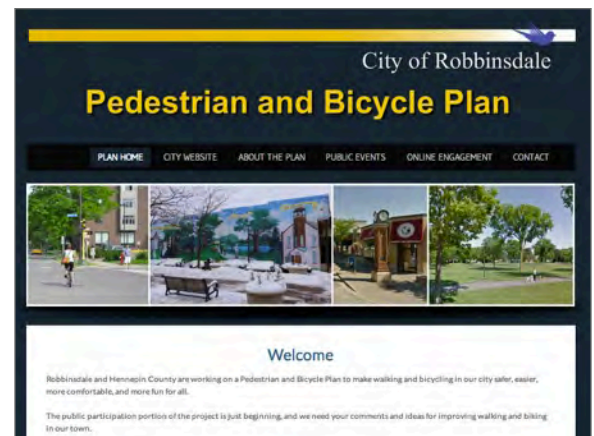 City of Robbinsdale
Pedestrian and Bicycle Plan
PLAN HOME CITY WEBSITE ABOUT THE PLAN PUBLIC EVENTS ONLINE ENGAGEMENT CONTACT
Welcome
Robbinsdale and Hennepin County are working on a Pedestrian and Bicycle Plan to make walking and bicycling in our city safer, easier,
more comfortable, and more fun for all.
The public participation portion of the project is just beginning, and we need your comments and ideas for improving walking and biking
in our town.